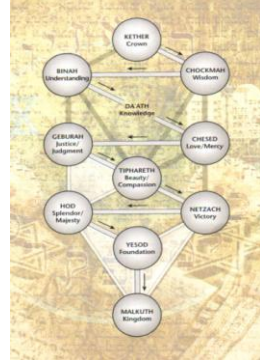 KETHER
Crown
BINAH
Understanding
CHOCKMAH
Wisdom
DA'ATH
Knowledge
GEBURAH
Justice/
Judgment
CHESED
Love/Mercy
TIPHARETH
Beauty/
Compassion
HOD
Splendor/
Majesty
NETZACH
Victory
YESOD
Foundation
MALKUTH
Kingdom